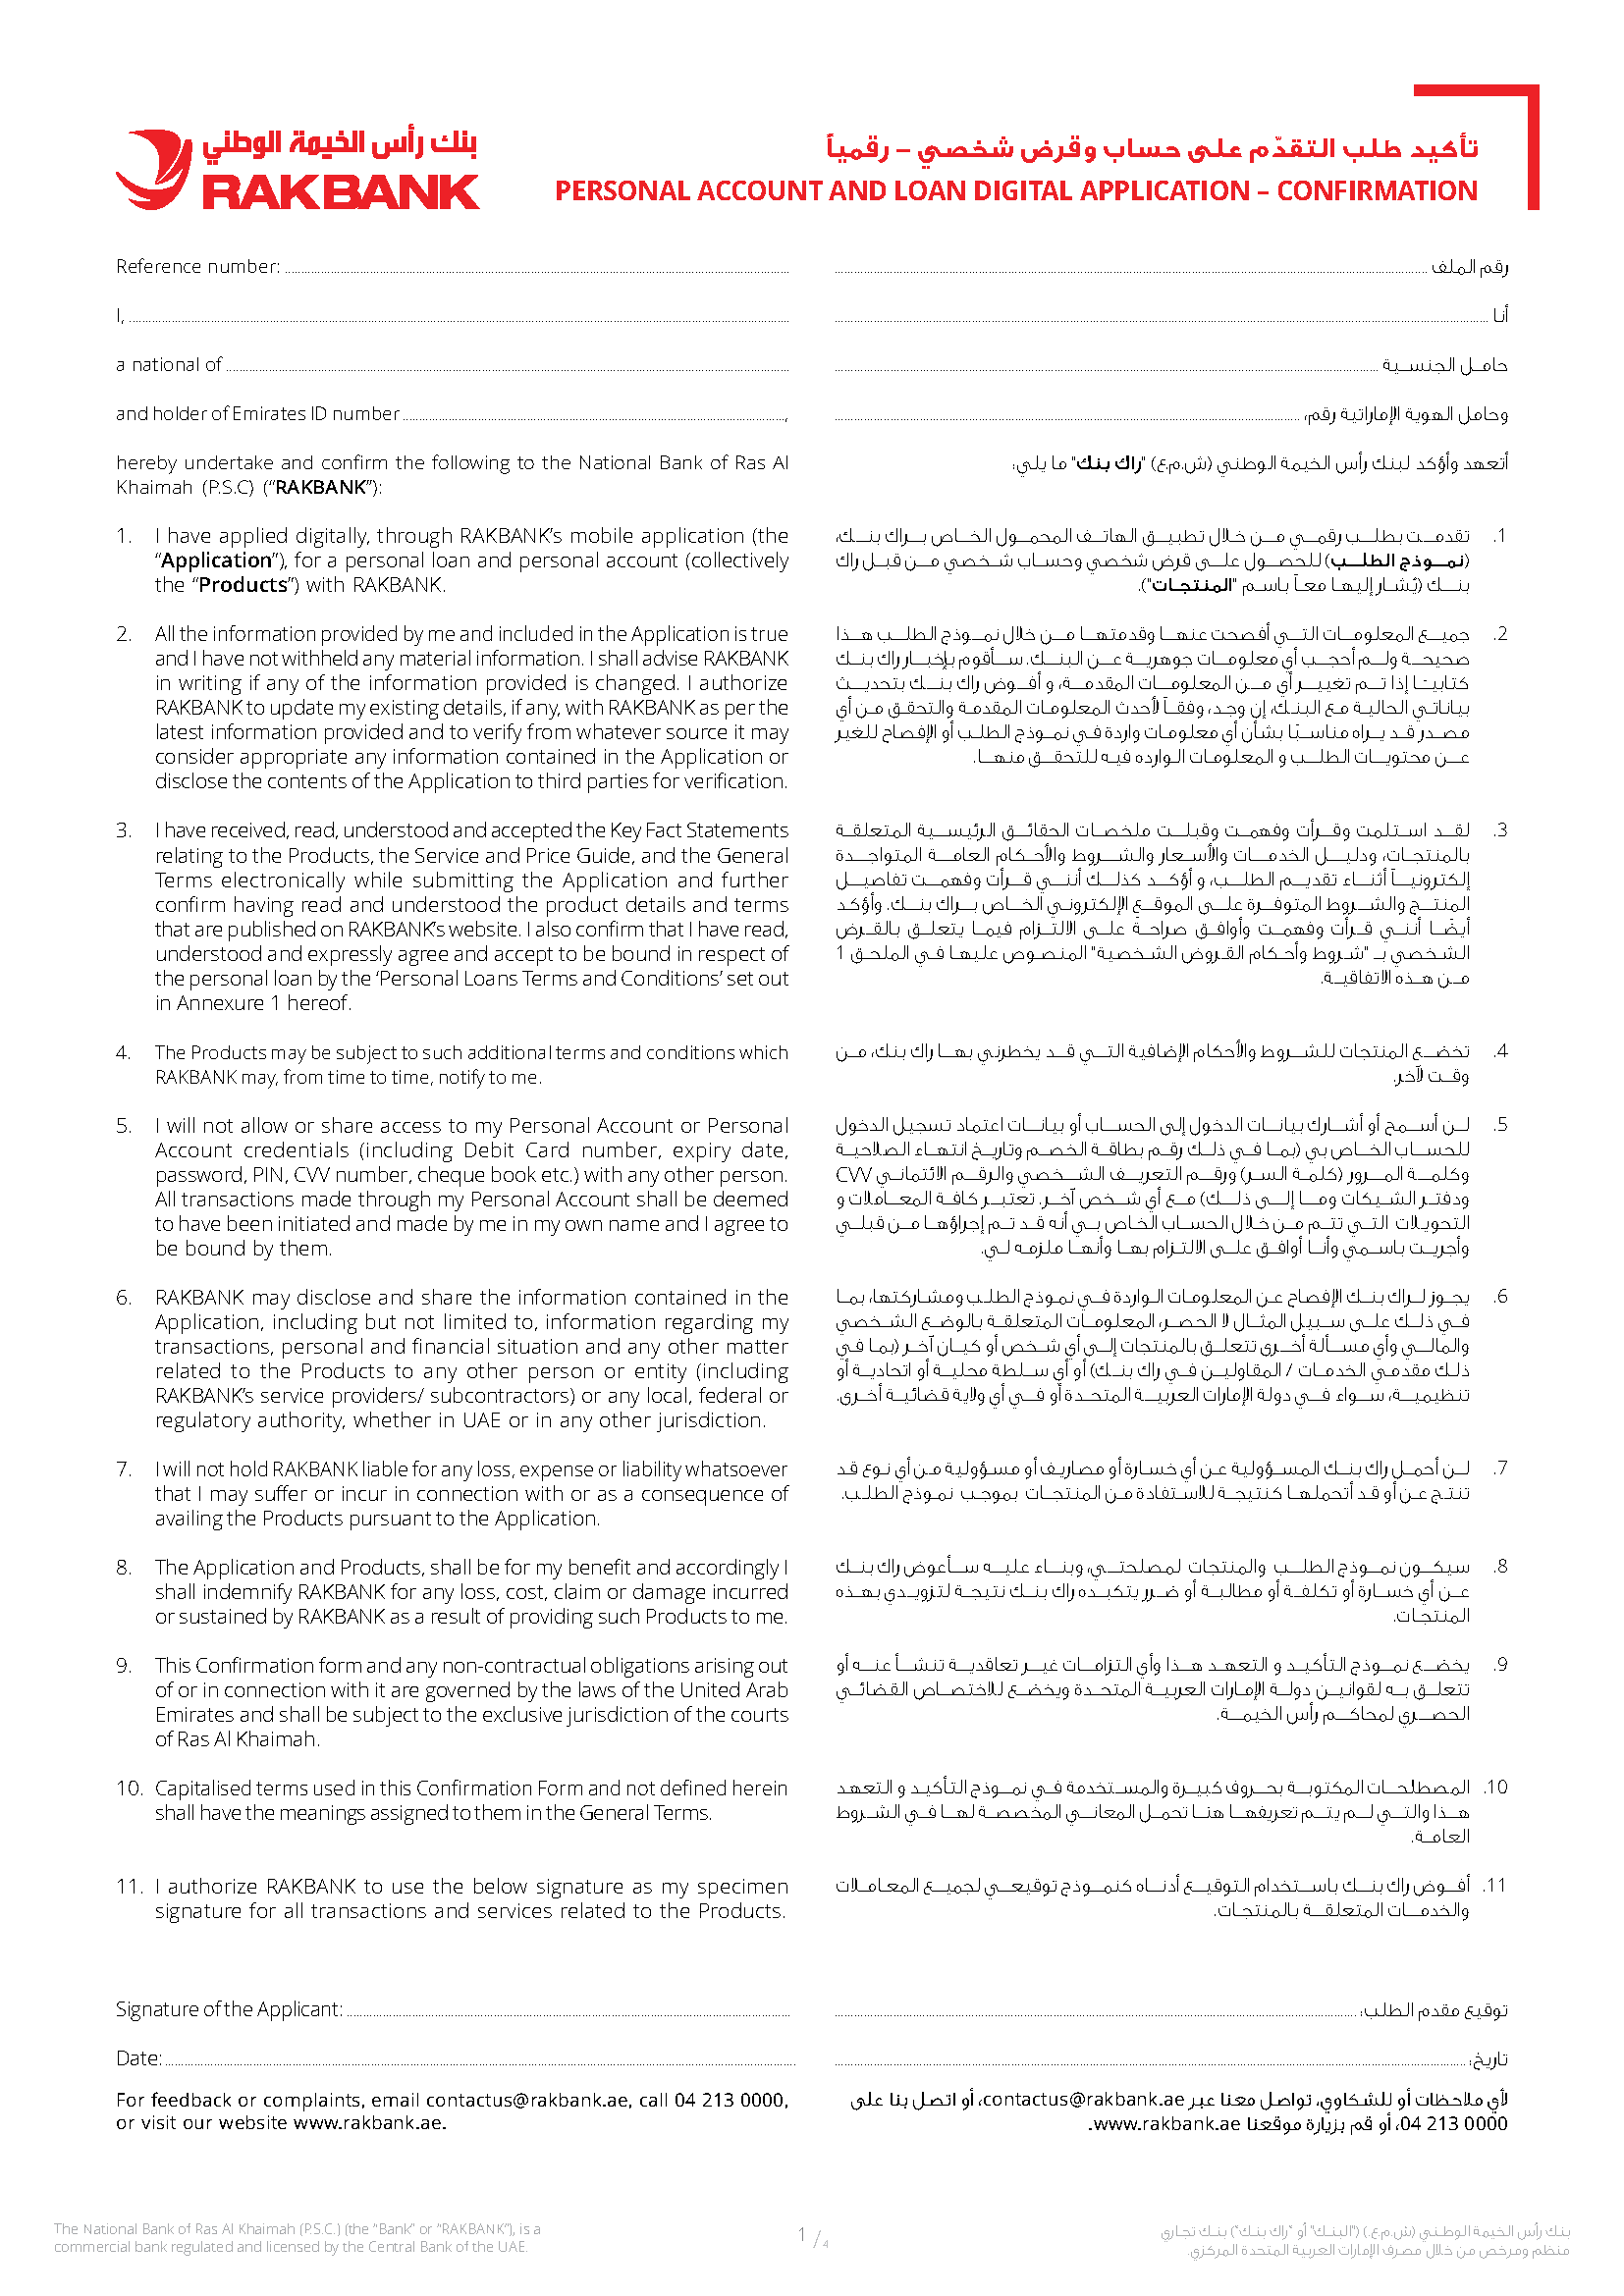 بنك رأس الخيمة الوطني
RAKBANK
تأكيد طلب التقدّم على حساب وقرض شخصي – رقمياً
PERSONAL ACCOUNT AND LOAN DIGITAL APPLICATION – CONFIRMATION
Reference number:
I,
a national of
and holder of Emirates ID number ,
hereby undertake and confirm the following to the National Bank of Ras Al
Khaimah (P.S.C) (“RAKBANK”):
1. I have applied digitally, through RAKBANK’s mobile application (the
“Application”), for a personal loan and personal account (collectively
the “Products”) with RAKBANK.
2. All the information provided by me and included in the Application is true
and I have not withheld any material information. I shall advise RAKBANK
in writing if any of the information provided is changed. I authorize
RAKBANK to update my existing details, if any, with RAKBANK as per the
latest information provided and to verify from whatever source it may
consider appropriate any information contained in the Application or
disclose the contents of the Application to third parties for verification.
3. I have received, read, understood and accepted the Key Fact Statements
relating to the Products, the Service and Price Guide, and the General
Terms electronically while submitting the Application and further
confirm having read and understood the product details and terms
that are published on RAKBANK’s website. I also confirm that I have read,
understood and expressly agree and accept to be bound in respect of
the personal loan by the ‘Personal Loans Terms and Conditions’ set out
in Annexure 1 hereof.
4. The Products may be subject to such additional terms and conditions which
RAKBANK may, from time to time, notify to me.
5. I will not allow or share access to my Personal Account or Personal
Account credentials (including Debit Card number, expiry date,
password, PIN, CVV number, cheque book etc.) with any other person.
All transactions made through my Personal Account shall be deemed
to have been initiated and made by me in my own name and I agree to
be bound by them.
6. RAKBANK may disclose and share the information contained in the
Application, including but not limited to, information regarding my
transactions, personal and financial situation and any other matter
related to the Products to any other person or entity (including
RAKBANK’s service providers/ subcontractors) or any local, federal or
regulatory authority, whether in UAE or in any other jurisdiction.
7. I will not hold RAKBANK liable for any loss, expense or liability whatsoever
that I may suffer or incur in connection with or as a consequence of
availing the Products pursuant to the Application.
8. The Application and Products, shall be for my benefit and accordingly I
shall indemnify RAKBANK for any loss, cost, claim or damage incurred
or sustained by RAKBANK as a result of providing such Products to me.
9. This Confirmation form and any non-contractual obligations arising out
of or in connection with it are governed by the laws of the United Arab
Emirates and shall be subject to the exclusive jurisdiction of the courts
of Ras Al Khaimah.
10. Capitalised terms used in this Confirmation Form and not defined herein
shall have the meanings assigned to them in the General Terms.
11. I authorize RAKBANK to use the below signature as my specimen
signature for all transactions and services related to the Products.
Signature of the Applicant:
Date:
For feedback or complaints, email contactus@rakbank.ae, call 04 213 0000,
or visit our website www.rakbank.ae.
رقم الملف
أنا
حامل الجنسية
وحامل الهوية الإماراتية رقم،
أتعهد وأؤكد لبنك رأس الخيمة الوطني (ش.م.ع) "راك بنك" ما يلي:
1. تقدمت بطلب رقمي من خلال تطبيق الهاتف المحمول الخاص براك بنك،
(نموذج الطلب) للحصول على قرض شخصي وحساب شخصي من قبل راك
بنك (يُشار إليها معاً باسم "المنتجات").
2. جميع المعلومات التي أفصحت عنها وقدمتها من خلال نموذج الطلب هذا
صحيحة ولم أحجب أي معلومات جوهرية عن البنك. سأقوم بإخبار راك بنك
كتابيًا إذا تم تغيير أي من المعلومات المقدمة، و أفوض راك بنك بتحديث
بياناتي الحالية مع البنك، إن وجد، وفقاً لأحدث المعلومات المقدمة والتحقق من أي
مصدر قد يراه مناسبًا بشأن أي معلومات واردة في نموذج الطلب أو الإفصاح للغير
عن محتويات الطلب و المعلومات الوارده فيه للتحقق منها.
3. لقد استلمت وقرأت وفهمت وقبلت ملخصات الحقائق الرئيسية المتعلقة
بالمنتجات، ودليل الخدمات والأسعار والشروط والأحكام العامة المتواجدة
إلكترونياً أثناء تقديم الطلب، و أؤكد كذلك أنني قرأت وفهمت تفاصيل
المنتج والشروط المتوفرة على الموقع الإلكتروني الخاص براك بنك. وأؤكد
أيضًا أنني قرأت وفهمت وأوافق صراحة على الالتزام فيما يتعلق بالقرض
الشخصي بـ "شروط وأحكام القروض الشخصية" المنصوص عليها في الملحق 1
من هذه الاتفاقية.
4. تخضع المنتجات للشروط والأحكام الإضافية التي قد يخطرني بها راك بنك، من
وقت لآخر.
5. لن أسمح أو أشارك بيانات الدخول إلى الحساب أو بيانات اعتماد تسجيل الدخول
للحساب الخاص بي (بما في ذلك رقم بطاقة الخصم وتاريخ انتهاء الصلاحية
وكلمة المرور (كلمة السر) ورقم التعريف الشخصي والرقم الائتماني CVV
ودفتر الشيكات وما إلى ذلك) مع أي شخص آخر. تعتبر كافة المعاملات و
التحويلات التي تتم من خلال الحساب الخاص بي أنه قد تم إجراؤها من قبلي
وأجريت باسمي وأنا أوافق على الالتزام بها وأنها ملزمه لي.
6. يجوز لراك بنك الإفصاح عن المعلومات الواردة في نموذج الطلب ومشاركتها، بما
في ذلك على سبيل المثال لا الحصر، المعلومات المتعلقة بالوضع الشخصي
والمالي وأي مسألة أخرى تتعلق بالمنتجات إلى أي شخص أو كيان آخر (بما في
ذلك مقدمي الخدمات / المقاولين في راك بنك) أو أي سلطة محلية أو اتحادية أو
تنظيمية، سواء في دولة الإمارات العربية المتحدة أو في أي ولاية قضائية أخرى.
7. لن أحمل راك بنك المسؤولية عن أي خسارة أو مصاريف أو مسؤولية من أي نوع قد
تنتج عن أو قد أتحملها كنتيجة للاستفادة من المنتجات بموجب نموذج الطلب.
8. سيكون نموذج الطلب والمنتجات لمصلحتي، وبناء عليه سأعوض راك بنك
عن أي خسارة أو تكلفة أو مطالبة أو ضرر يتكبده راك بنك نتيجة لتزويدي بهذه
المنتجات.
9. يخضع نموذج التأكيد و التعهد هذا وأي التزامات غير تعاقدية تنشأ عنه أو
تتعلق به لقوانين دولة الإمارات العربية المتحدة ويخضع للاختصاص القضائي
الحصري لمحاكم رأس الخيمة.
10. المصطلحات المكتوبة بحروف كبيرة والمستخدمة في نموذج التأكيد و التعهد
هذا والتي لم يتم تعريفها هنا تحمل المعاني المخصصة لها في الشروط
العامة.
11. أفوض راك بنك باستخدام التوقيع أدناه كنموذج توقيعي لجميع المعاملات
والخدمات المتعلقة بالمنتجات.
توقيع مقدم الطلب:
تاريخ:
لأي ملاحظات أو للشكاوي، تواصل معنا عبر contactus@rakbank.ae، أو اتصل بنا على
04 213 0000، أو قم بزيارة موقعنا www.rakbank.ae.
The National Bank of Ras Al Khaimah (P.S.C.) (the “Bank” or “RAKBANK”), is a
commercial bank regulated and licensed by the Central Bank of the UAE.
1 / 4
بنك رأس الخيمة الوطني (ش.م.ع.) ("البنك" أو "راك بنك") بنك تجاري
منظم ومرخص من خلال مصرف الإمارات العربية المتحدة المركزي.